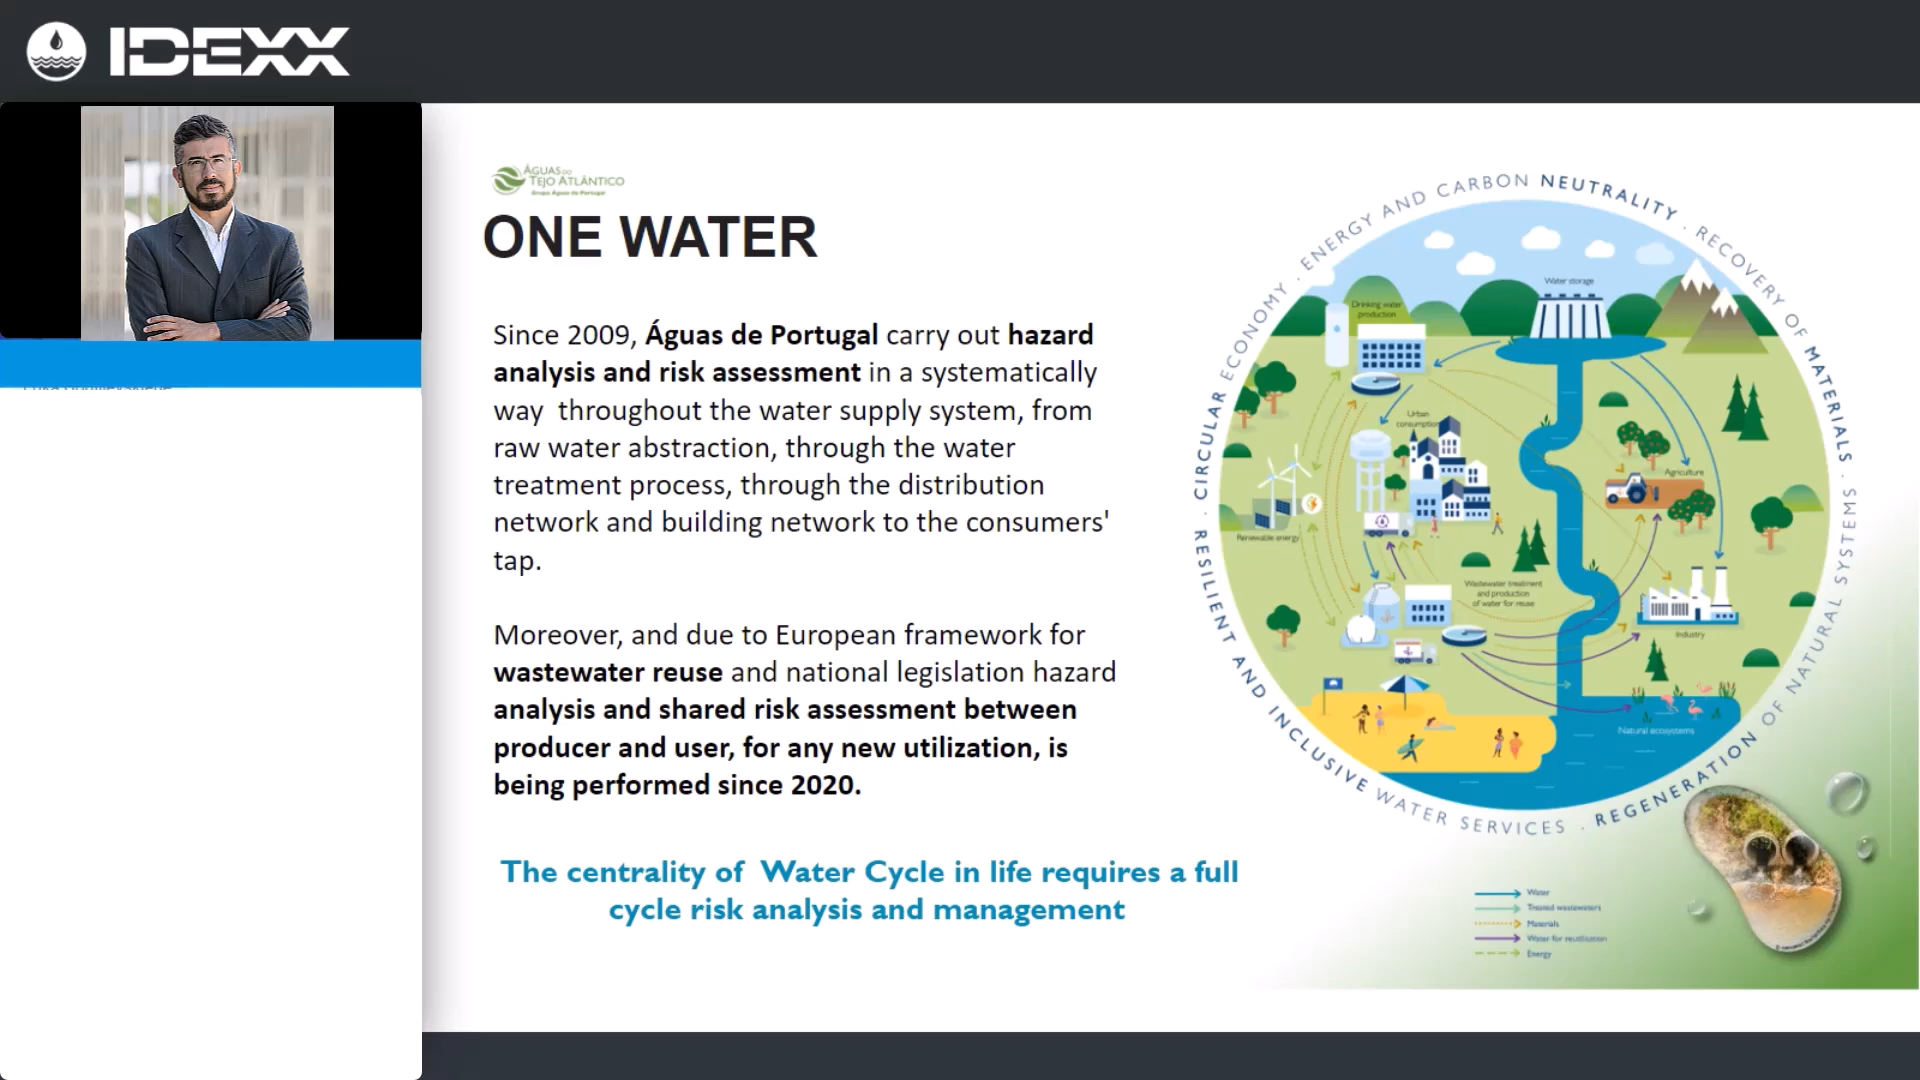 IDEXX
ÁGUAS DO
TEJO ATLÂNTICO
Grupo Águas de Portugal
ONE WATER
Since 2009, Águas de Portugal carry out hazard
analysis and risk assessment in a systematically
way throughout the water supply system, from
raw water abstraction, through the water
treatment process, through the distribution
network and building network to the consumers'
tap.
Moreover, and due to European framework for
wastewater reuse and national legislation hazard
analysis and shared risk assessment between
producer and user, for any new utilization, is
being performed since 2020.
The centrality of Water Cycle in life requires a full
cycle risk analysis and management
. CIRCULAR ECONOMY . ENERGY AND CARBON NEUTRALITY . RECOVERY OF MATERIALS . REGENERATION OF NATURAL SYSTEMS . RESILIENT AND INCLUSIVE WATER SERVICES
Water storage
Drinking water
production
Urban
consumption
Agriculture
Renewable energy
Wastewater treatment
and production
of water for reuse
Industry
Natural ecosystems
Water
Treated wastewaters
Materials
Water for reutilisation
Energy